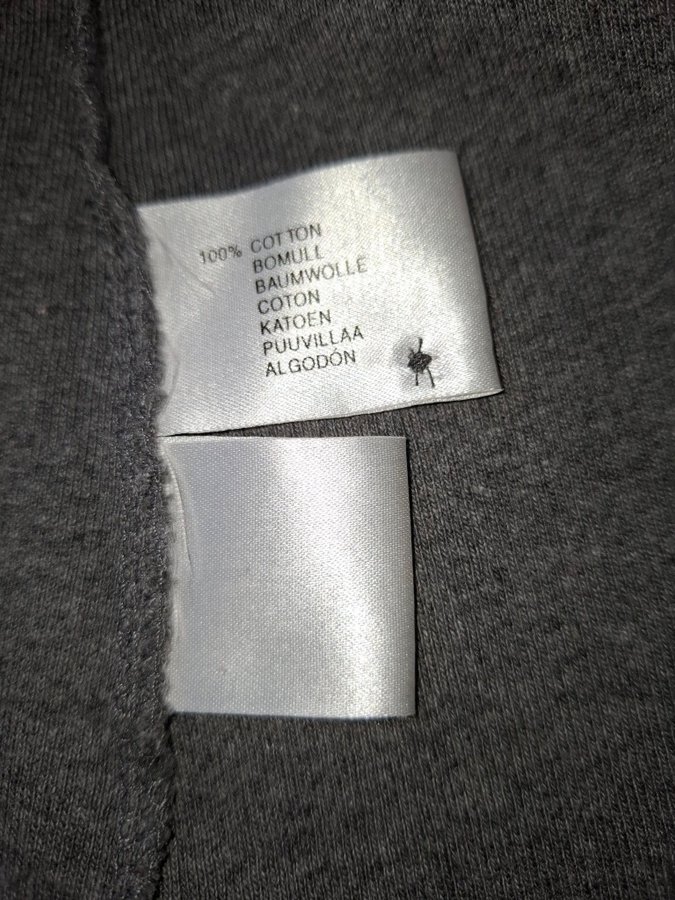 100% COTTON
BOMULL
BAUMWOLLE
COTON
KATOEN
PUUVILLAA
ALGODÓN